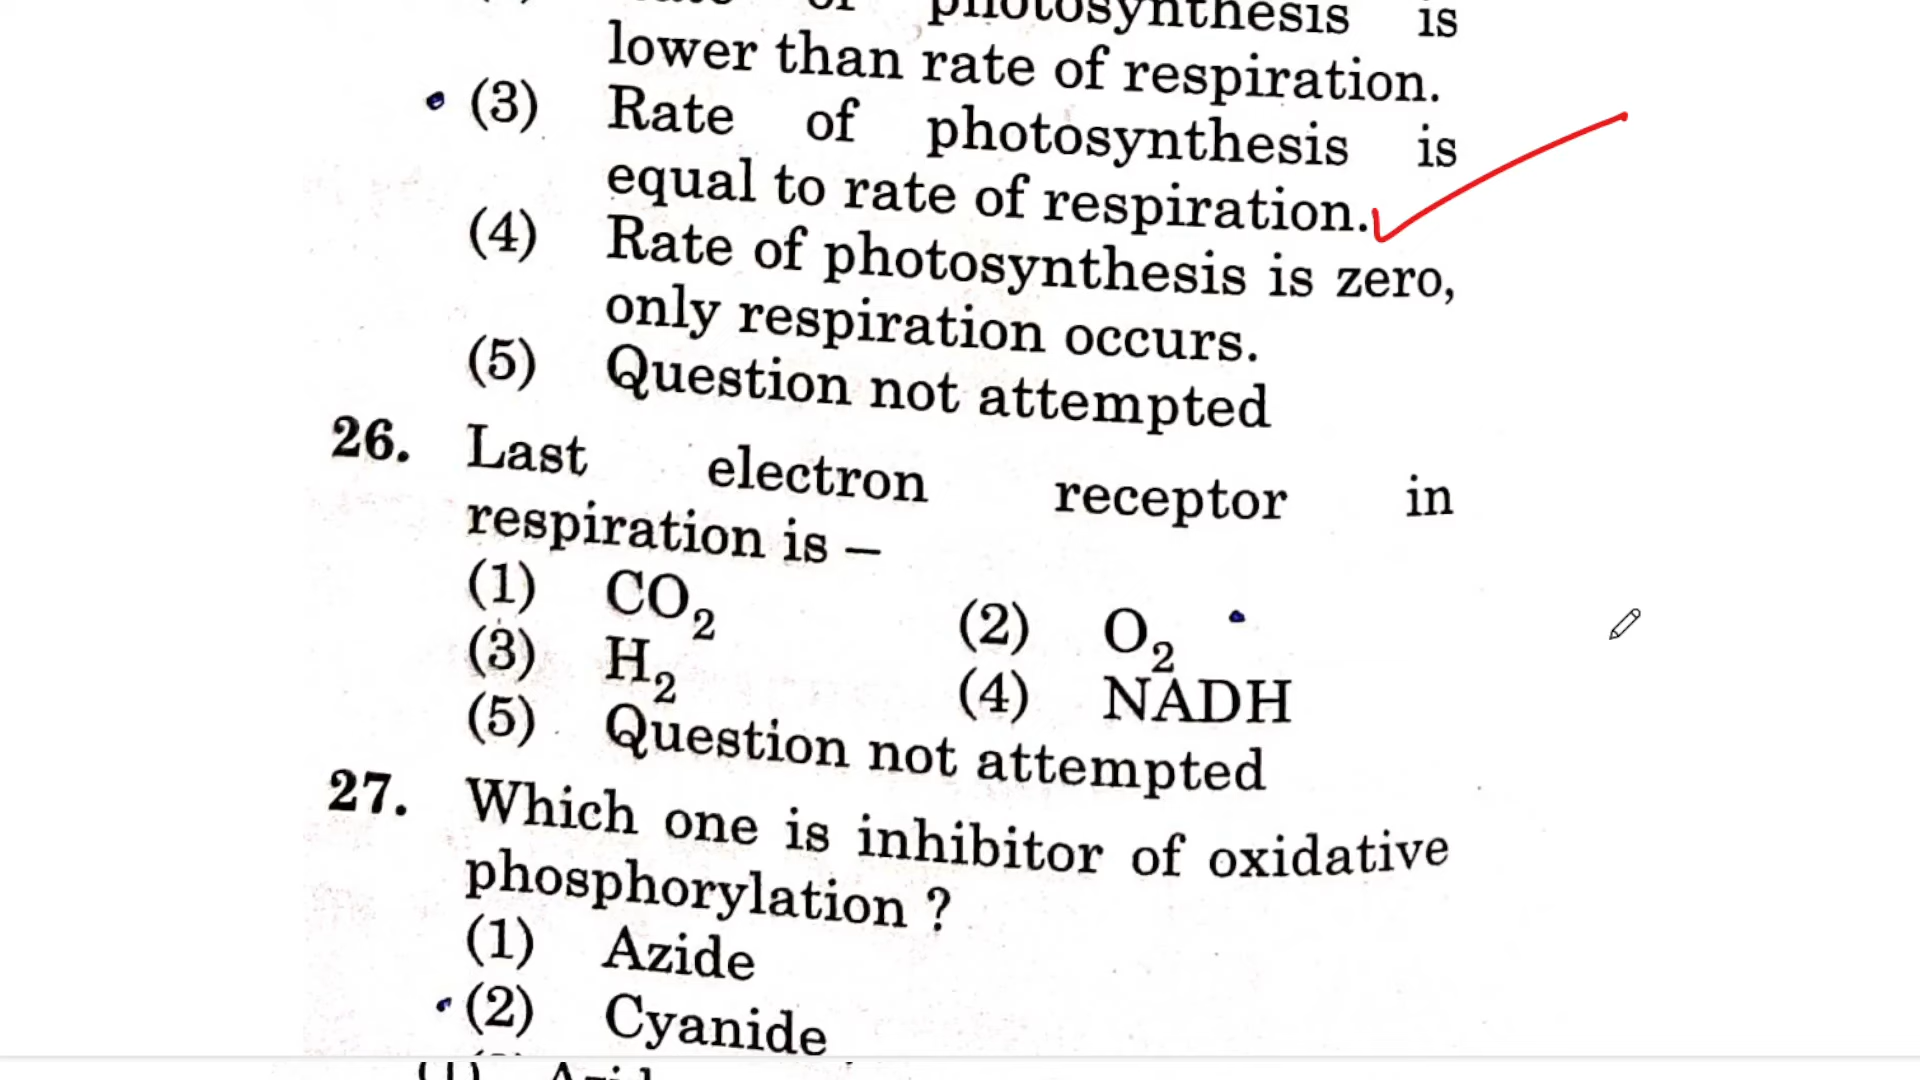 photosynthesis is
lower than rate of respiration.
(3) Rate of photosynthesis is
equal to rate of respiration.
(4) Rate of photosynthesis is zero,
only respiration occurs.
(5) Question not attempted
26. Last electron receptor in
respiration is –
(1) CO₂ (2) O₂
(3) H₂ (4) NADH
(5) Question not attempted
27. Which one is inhibitor of oxidative
phosphorylation ?
(1) Azide
(2) Cyanide